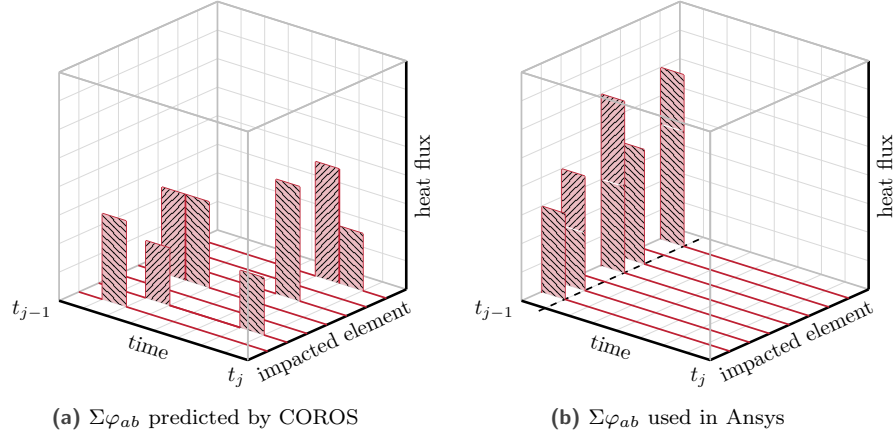 heat flux
t_{j−1}
time
t_j
impacted element
(a) Σφ_{ab} predicted by COROS
heat flux
t_{j−1}
time
t_j
impacted element
(b) Σφ_{ab} used in Ansys